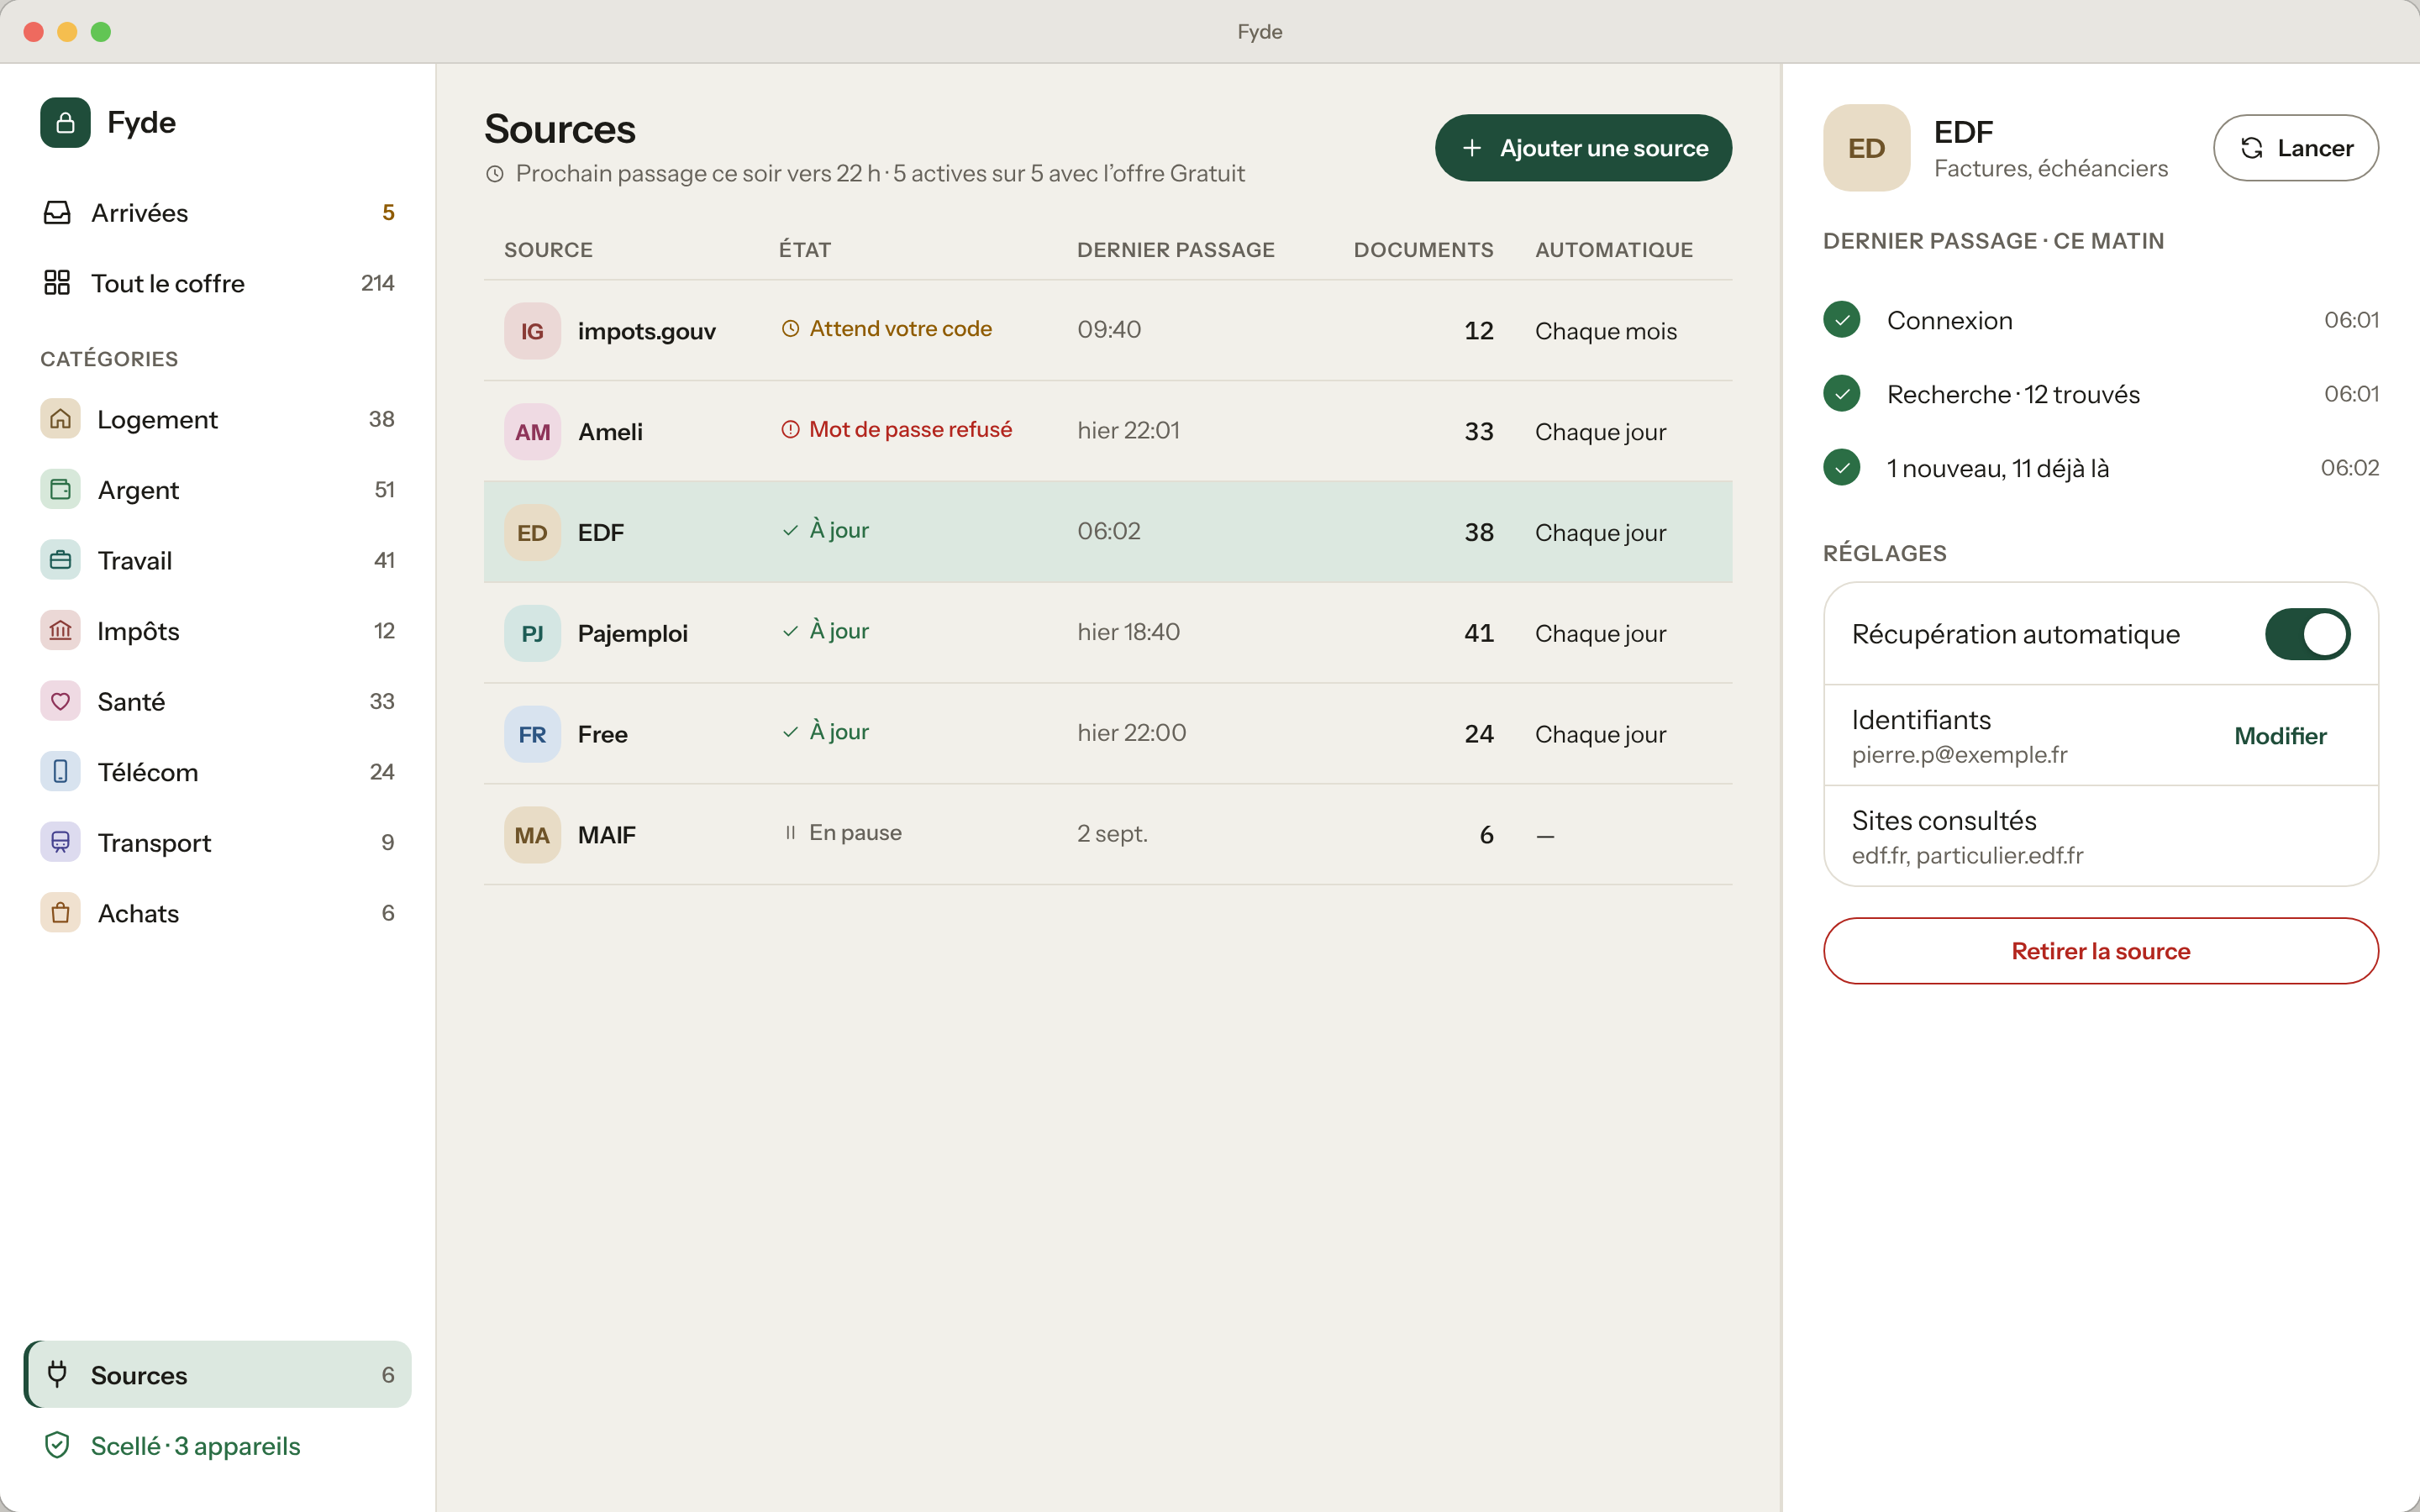 Fyde
Fyde
Arrivées 5
Tout le coffre 214
CATÉGORIES
Logement 38
Argent 51
Travail 41
Impôts 12
Santé 33
Télécom 24
Transport 9
Achats 6
Sources 6
Scellé · 3 appareils
Sources
Prochain passage ce soir vers 22 h · 5 actives sur 5 avec l’offre Gratuit
Ajouter une source
SOURCE ÉTAT DERNIER PASSAGE DOCUMENTS AUTOMATIQUE
IG impots.gouv Attend votre code 09:40 12 Chaque mois
AM Ameli Mot de passe refusé hier 22:01 33 Chaque jour
ED EDF À jour 06:02 38 Chaque jour
PJ Pajemploi À jour hier 18:40 41 Chaque jour
FR Free À jour hier 22:00 24 Chaque jour
MA MAIF En pause 2 sept. 6 —
ED EDF
Factures, échéanciers
Lancer
DERNIER PASSAGE · CE MATIN
Connexion 06:01
Recherche · 12 trouvés 06:01
1 nouveau, 11 déjà là 06:02
RÉGLAGES
Récupération automatique
Identifiants
pierre.p@exemple.fr
Modifier
Sites consultés
edf.fr, particulier.edf.fr
Retirer la source